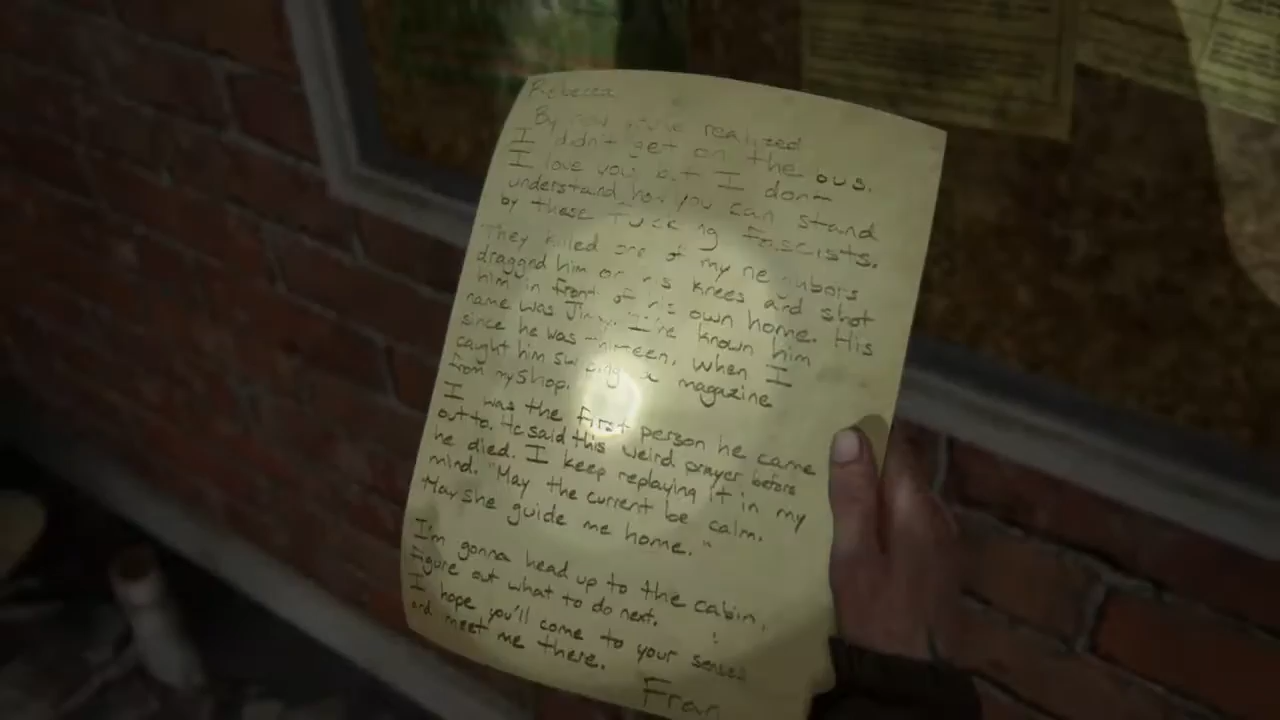 Rebecca
By now you've realized
I didn't get on the bus.
I love you but I don't
understand how you can stand
by these fucking fascists.
They killed one of my neighbors
dragged him on his knees and shot
him in front of his own home. His
name was Jimmy. I've known him
since he was thirteen, when I
caught him swiping a magazine
from my shop.
I was the first person he came
out to. He said this weird prayer before
he died. I keep replaying it in my
mind. "May the current be calm.
May she guide me home."
I'm gonna head up to the cabin,
figure out what to do next.
I hope you'll come to your senses
and meet me there.
Fran